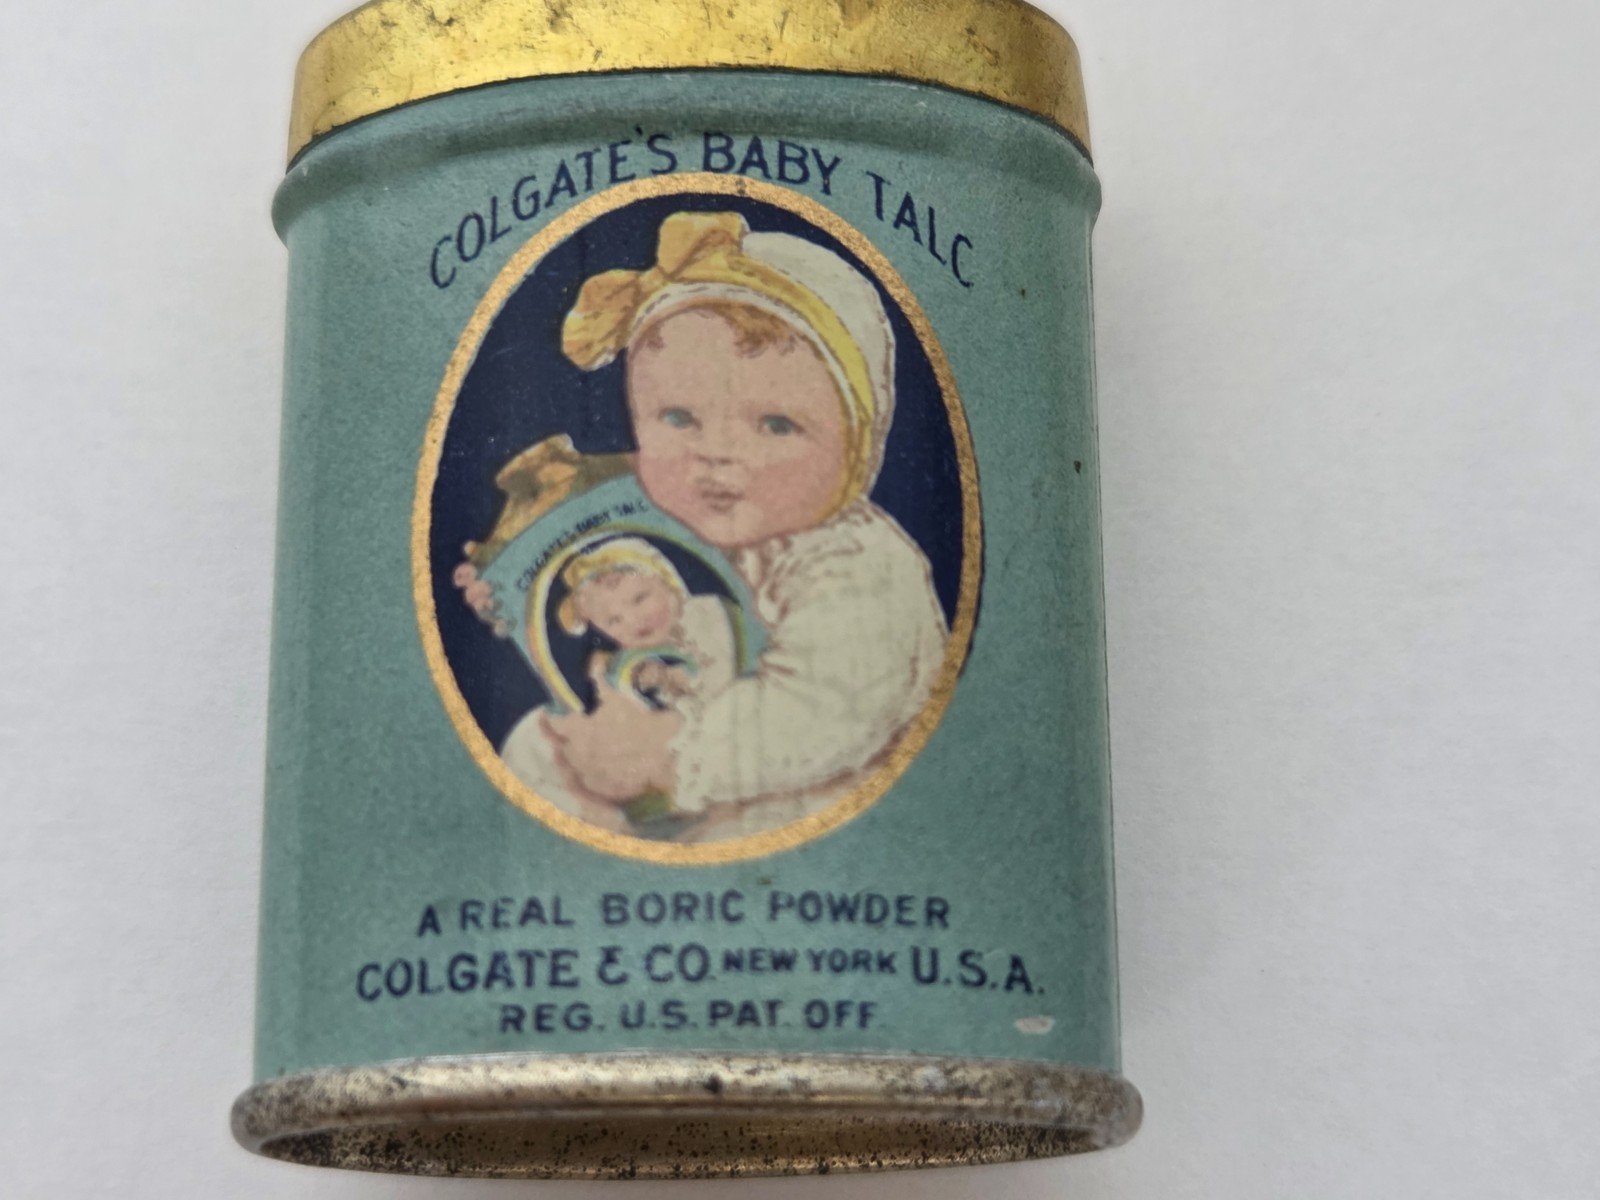 COLGATE'S BABY TALC
COLGATE'S BABY TALC
A REAL BORIC POWDER
COLGATE & CO. NEW YORK U.S.A.
REG. U.S. PAT. OFF.